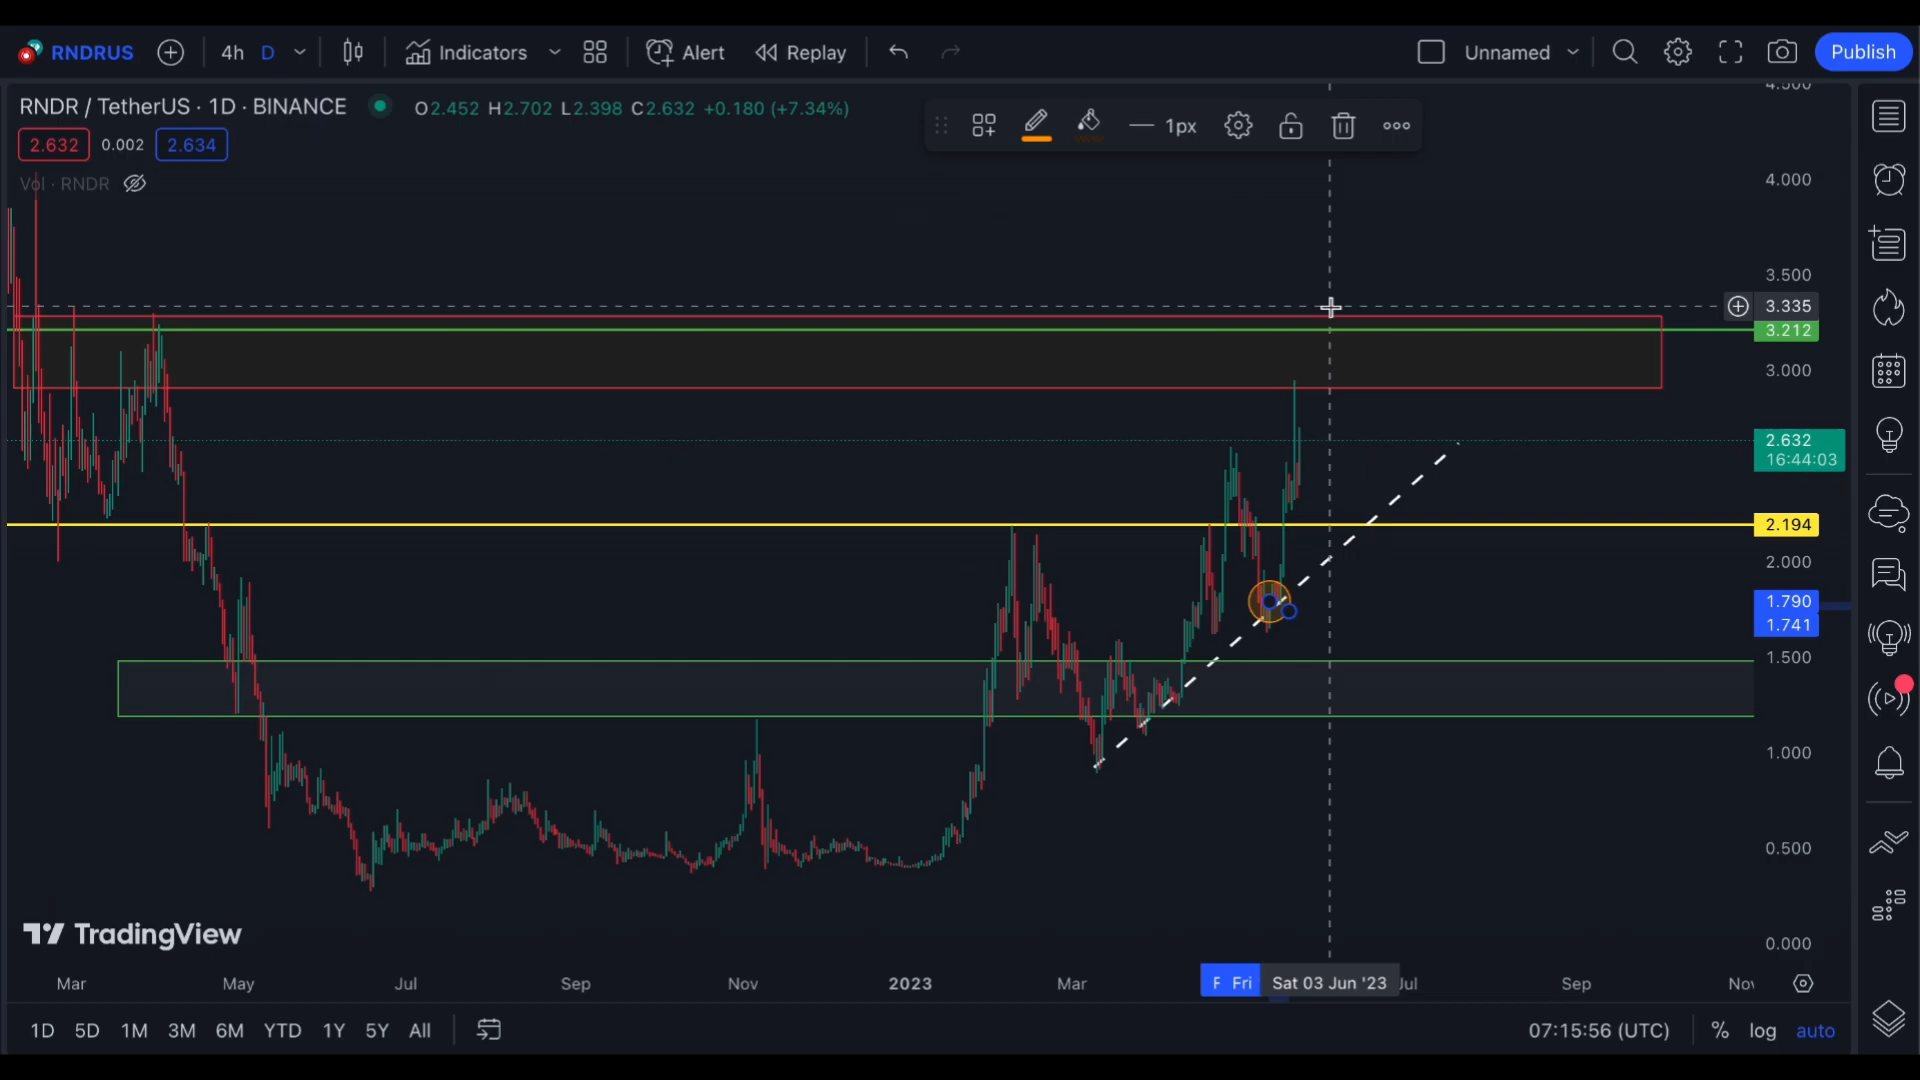 RNDRUS 4h D Indicators Alert Replay Unnamed Publish
RNDR / TetherUS · 1D · BINANCE O2.452 H2.702 L2.398 C2.632 +0.180 (+7.34%)
1px
2.632 0.002 2.634
Vol · RNDR
4.500
4.000
3.500
3.335
3.212
3.000
2.632
16:44:03
2.194
2.000
1.790
1.741
1.500
1.000
0.500
0.000
TradingView
Mar May Jul Sep Nov 2023 Mar F Fri Sat 03 Jun '23 Jul Sep Nov
1D 5D 1M 3M 6M YTD 1Y 5Y All 07:15:56 (UTC) % log auto